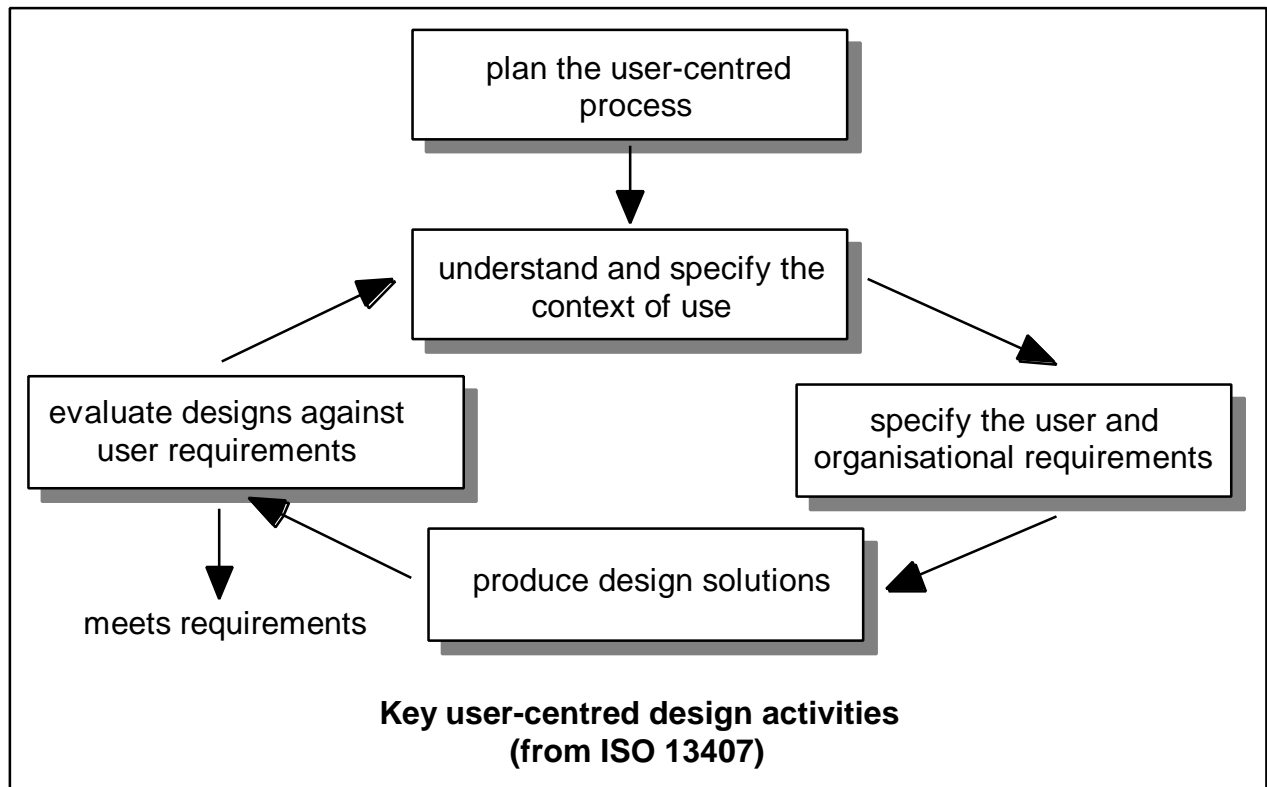 plan the user-centred
process
understand and specify the
context of use
evaluate designs against
user requirements
specify the user and
organisational requirements
produce design solutions
meets requirements
Key user-centred design activities
(from ISO 13407)